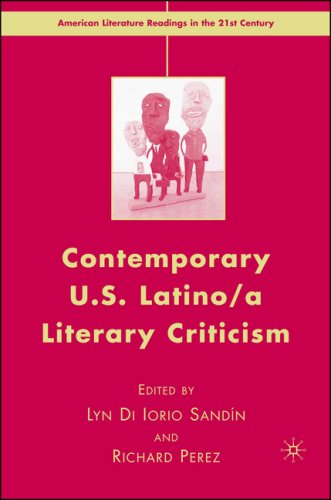 American Literature Readings in the 21st Century
Contemporary
U.S. Latino/a
Literary Criticism
Edited by
Lyn Di Iorio Sandín
and
Richard Perez